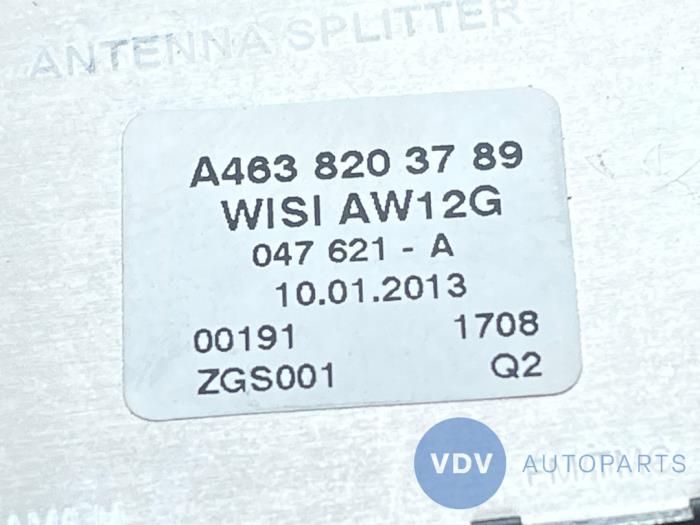 ANTENNA SPLITTER
A463 820 37 89
WISI AW12G
047 621 - A
10.01.2013
00191 1708
ZGS001 Q2
VDV AUTOPARTS